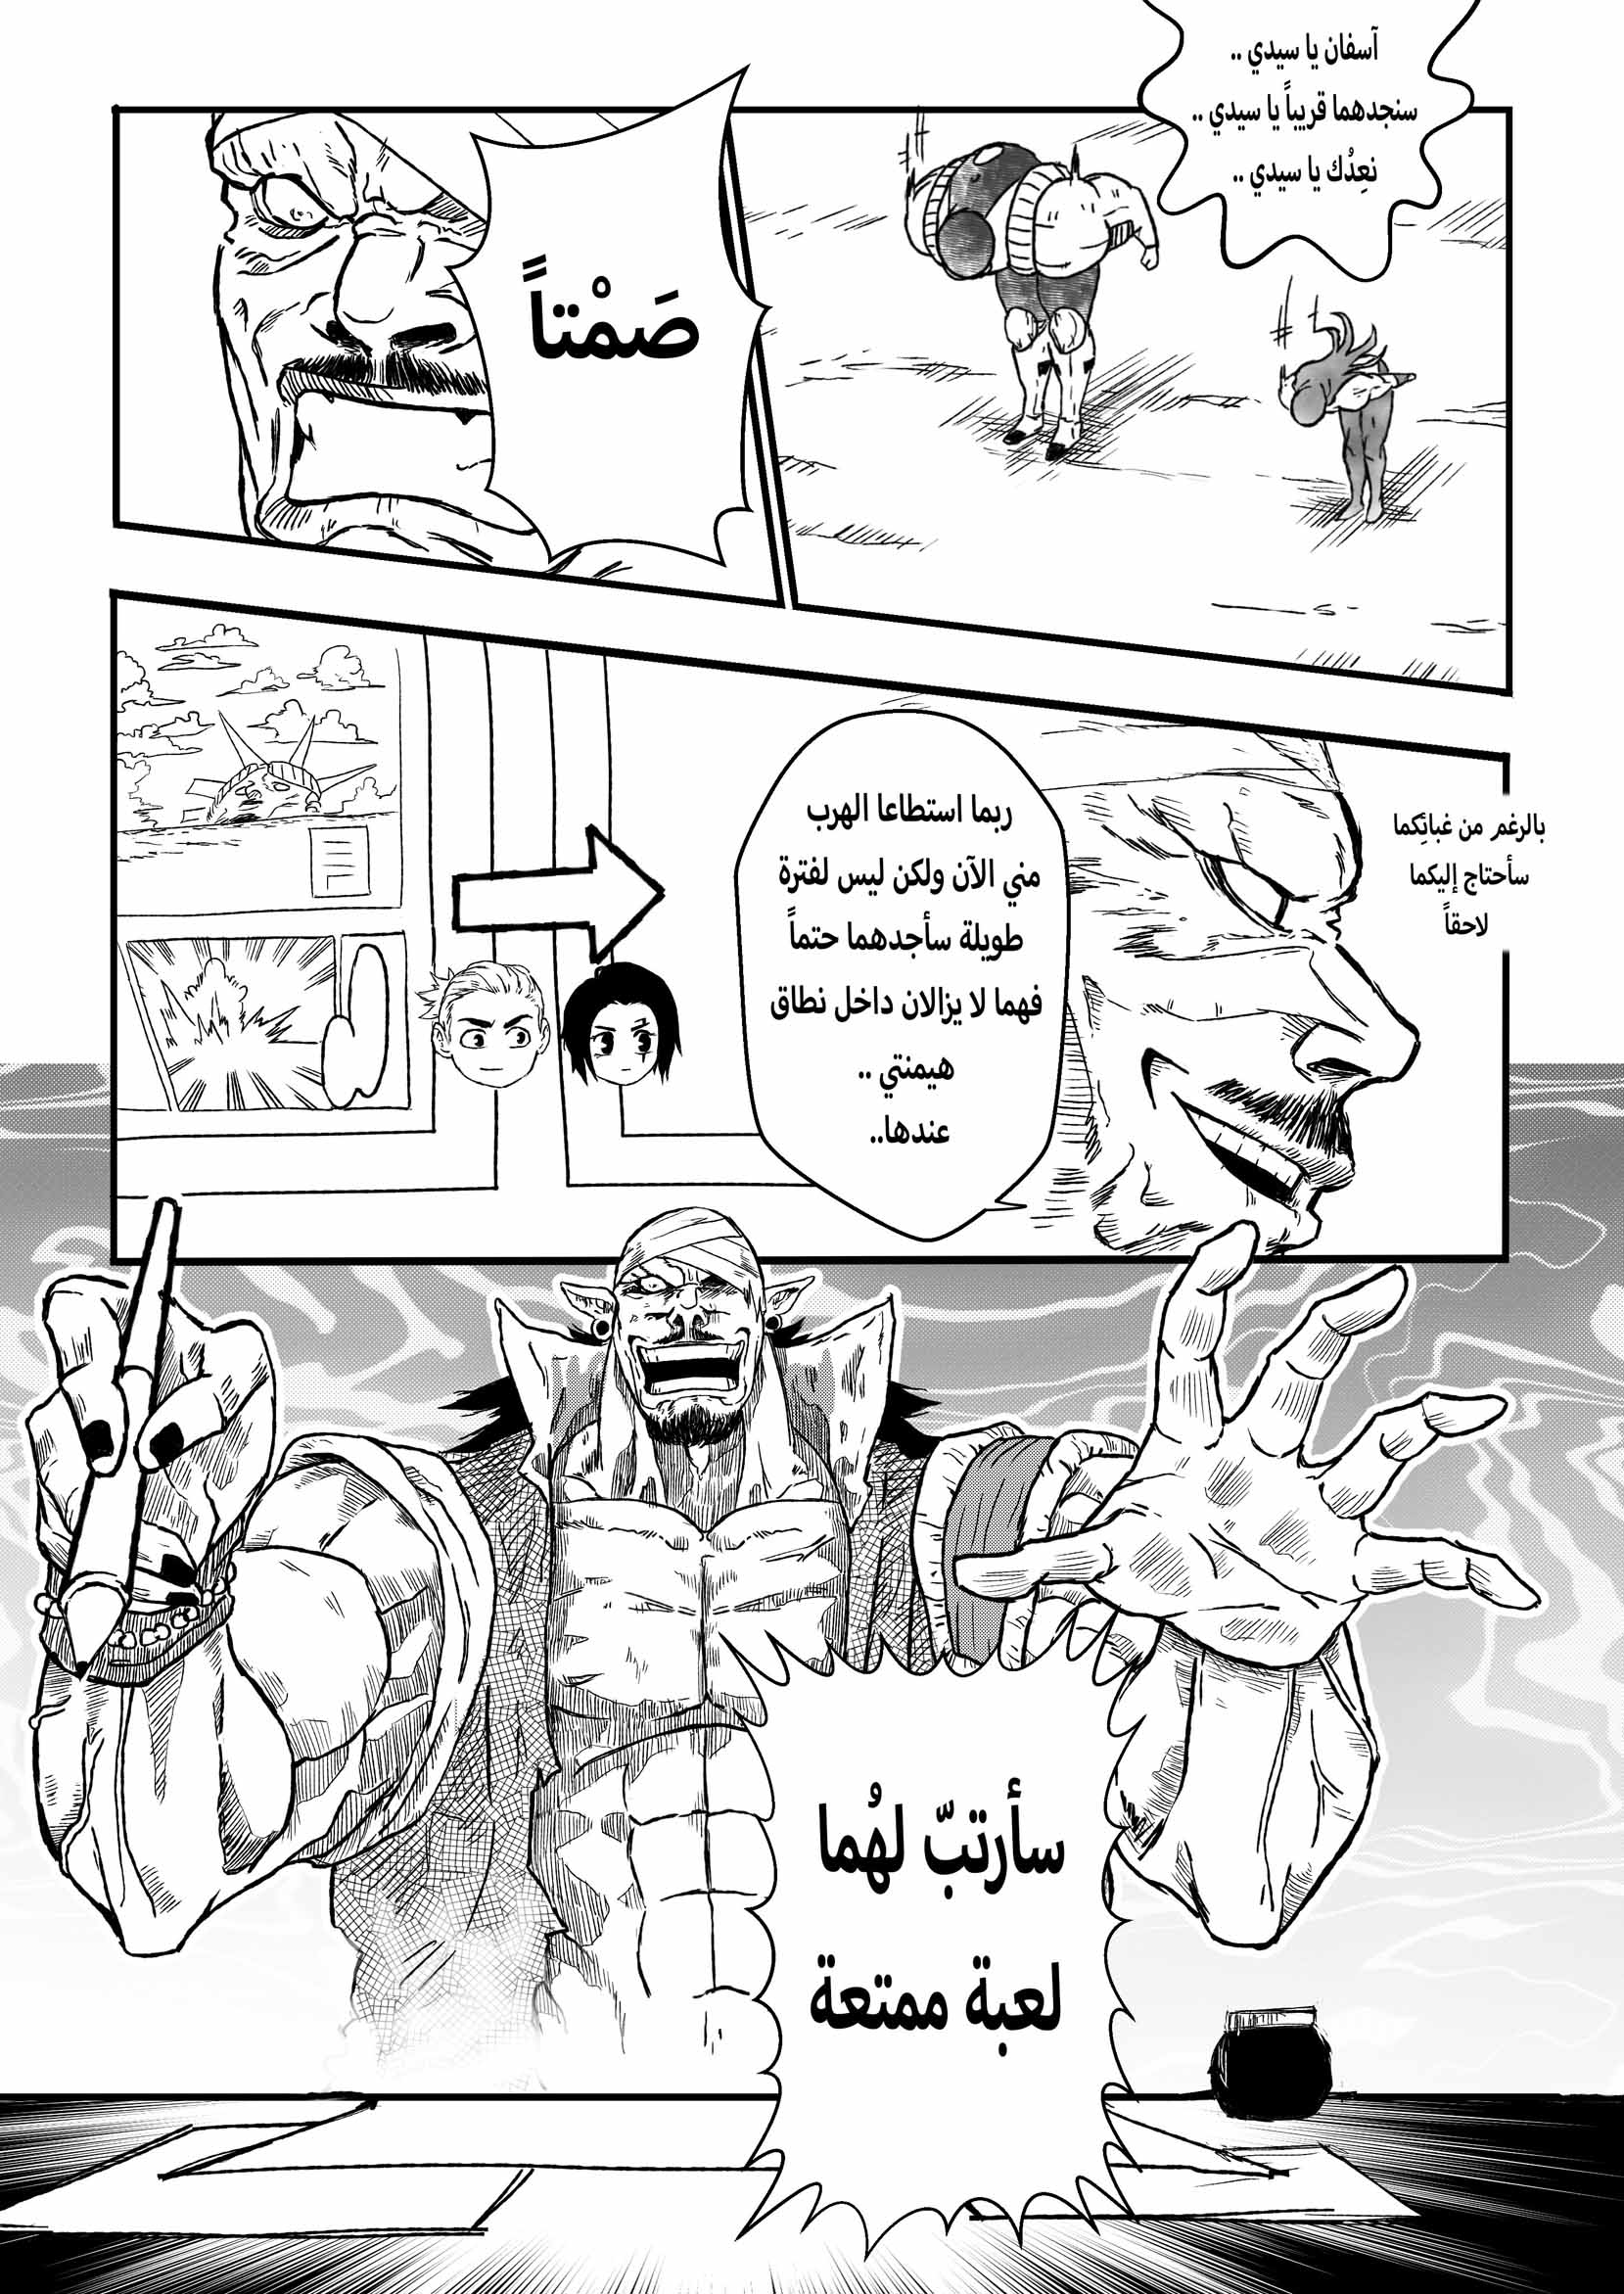 آسفان يا سيدي ..
سنجدهما قريباً يا سيدي ..
نعِدُك يا سيدي ..
صَمْتاً
بالرغم من غبائِكما
سأحتاج إليكما
لاحقاً
ربما استطاعا الهرب
مني الآن ولكن ليس لفترة
طويلة سأجدهما حتماً
فهما لا يزالان داخل نطاق
هيمنتي ..
عندها..
سأرتبّ لهُما
لعبة ممتعة